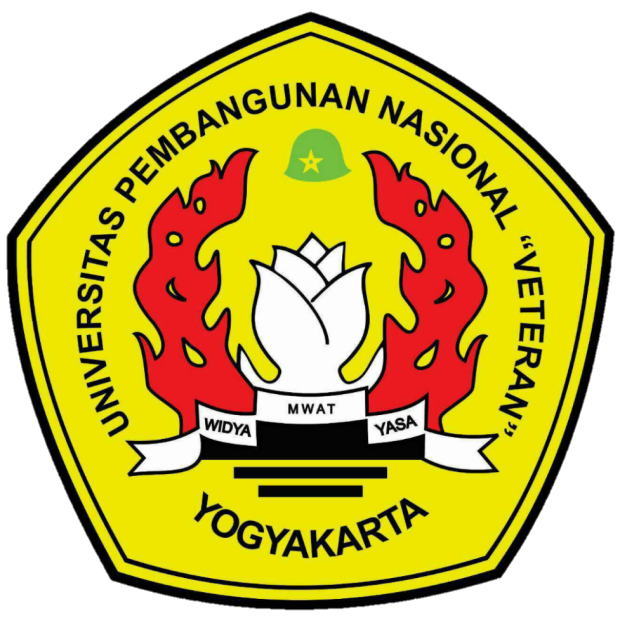 UNIVERSITAS PEMBANGUNAN NASIONAL “VETERAN”
WIDYA MWAT YASA
YOGYAKARTA